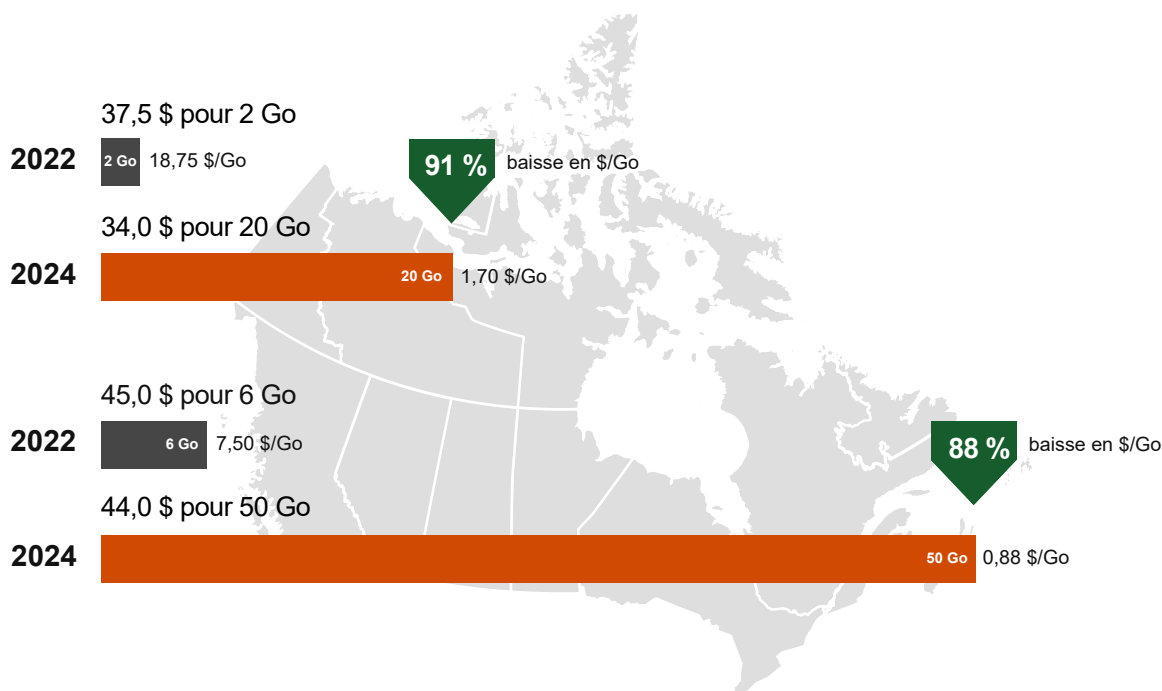 37,5 $ pour 2 Go
2022
2 Go
18,75 $/Go
91 %
baisse en $/Go
34,0 $ pour 20 Go
2024
20 Go
1,70 $/Go
45,0 $ pour 6 Go
2022
6 Go
7,50 $/Go
88 %
baisse en $/Go
44,0 $ pour 50 Go
2024
50 Go
0,88 $/Go